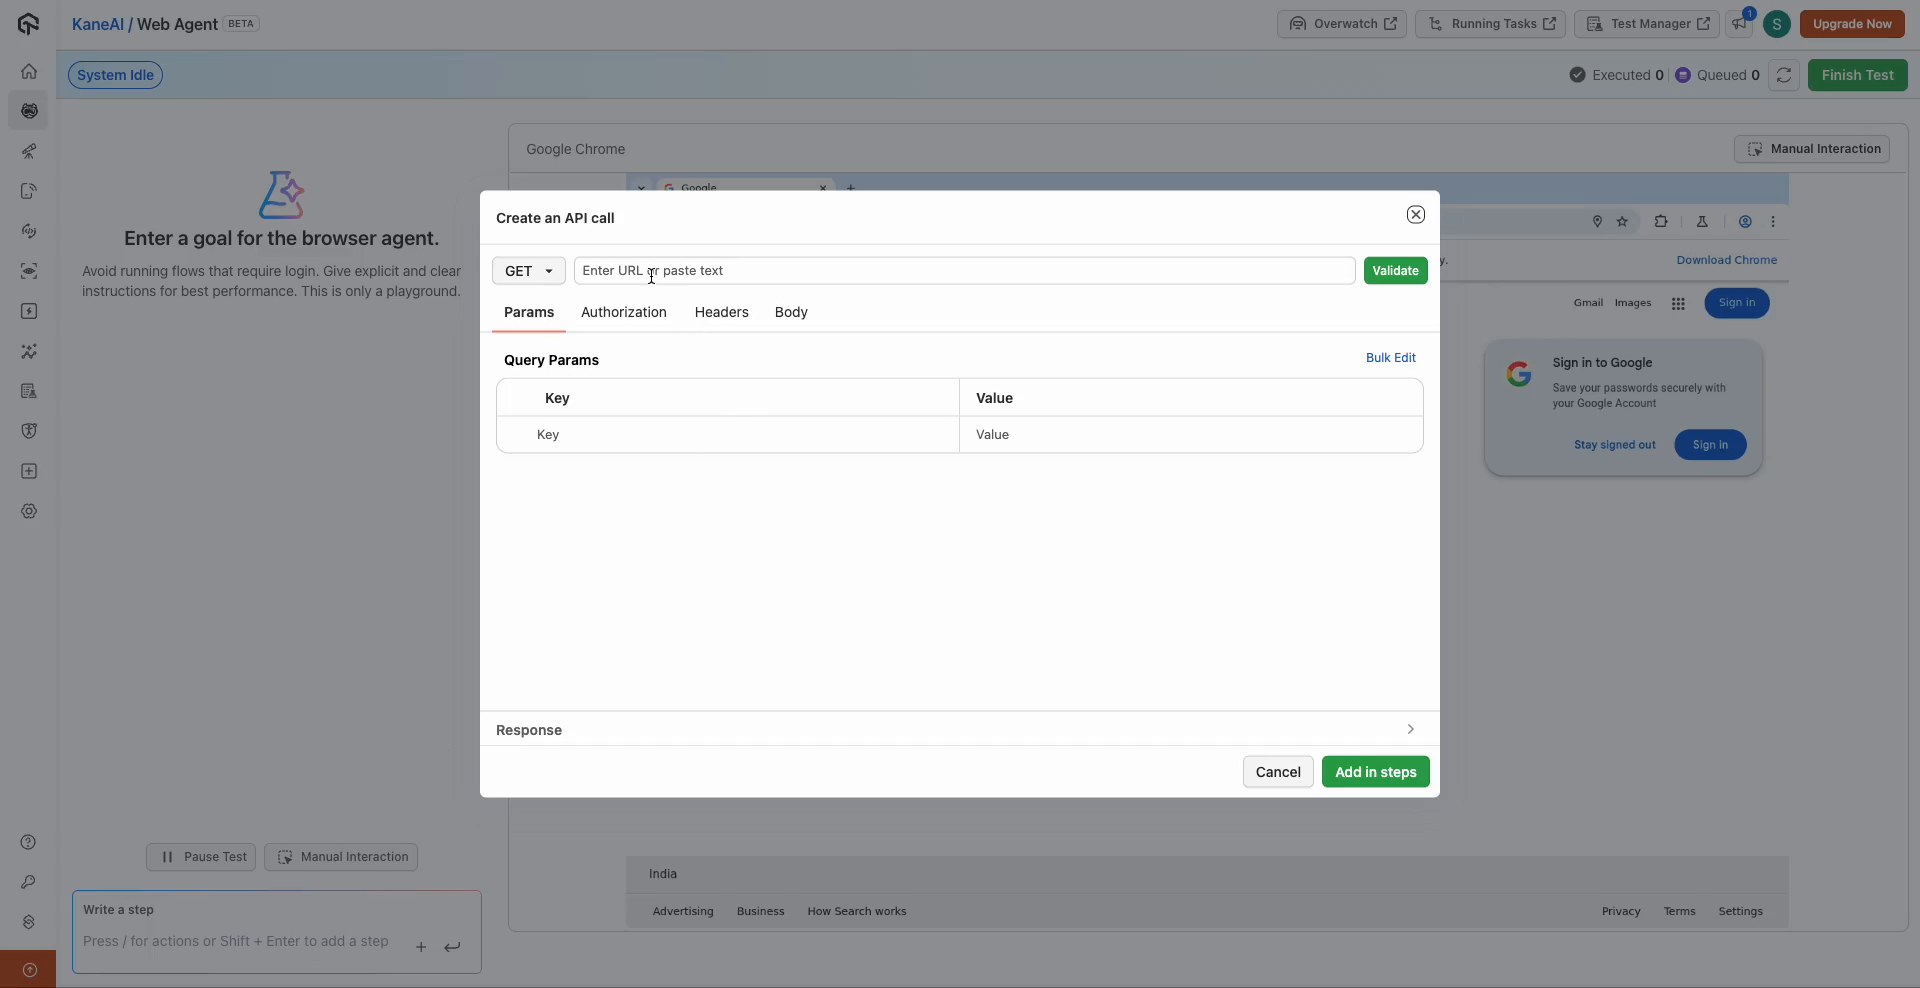 KaneAI / Web Agent BETA
Overwatch
Running Tasks
Test Manager
1
S
Upgrade Now
System Idle
Executed 0
Queued 0
Finish Test
Google Chrome
Manual Interaction
Google
Enter a goal for the browser agent.
Avoid running flows that require login. Give explicit and clear
instructions for best performance. This is only a playground.
Create an API call
GET
Enter URL or paste text
Validate
Params
Authorization
Headers
Body
Query Params
Bulk Edit
Key
Value
Key
Value
Response
Cancel
Add in steps
y.
Download Chrome
Gmail
Images
Sign in
Sign in to Google
Save your passwords securely with
your Google Account
Stay signed out
Sign in
Pause Test
Manual Interaction
Write a step
Press / for actions or Shift + Enter to add a step
India
Advertising
Business
How Search works
Privacy
Terms
Settings